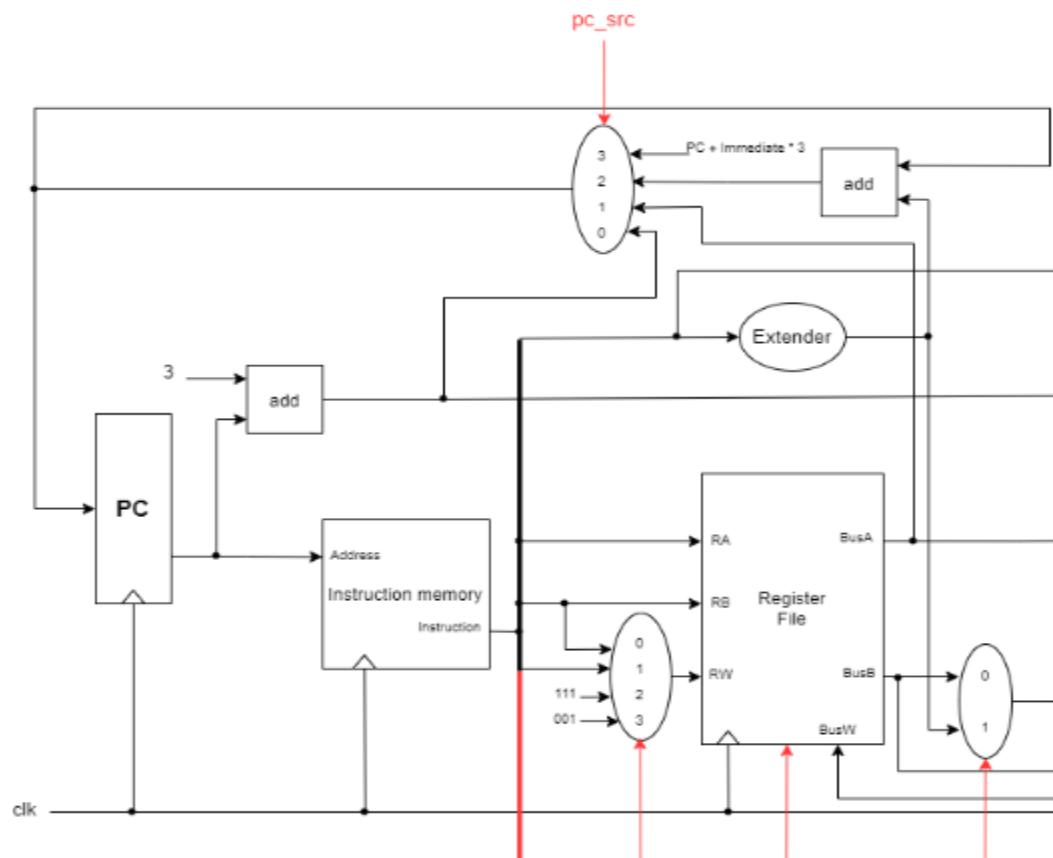 pc_src
3
PC + Immediate * 3
2
1
0
add
Extender
3
add
PC
Address
Instruction memory
Instruction
RA
BusA
RB
Register
File
0
1
111
2
001
3
RW
BusB
BusW
0
1
clk